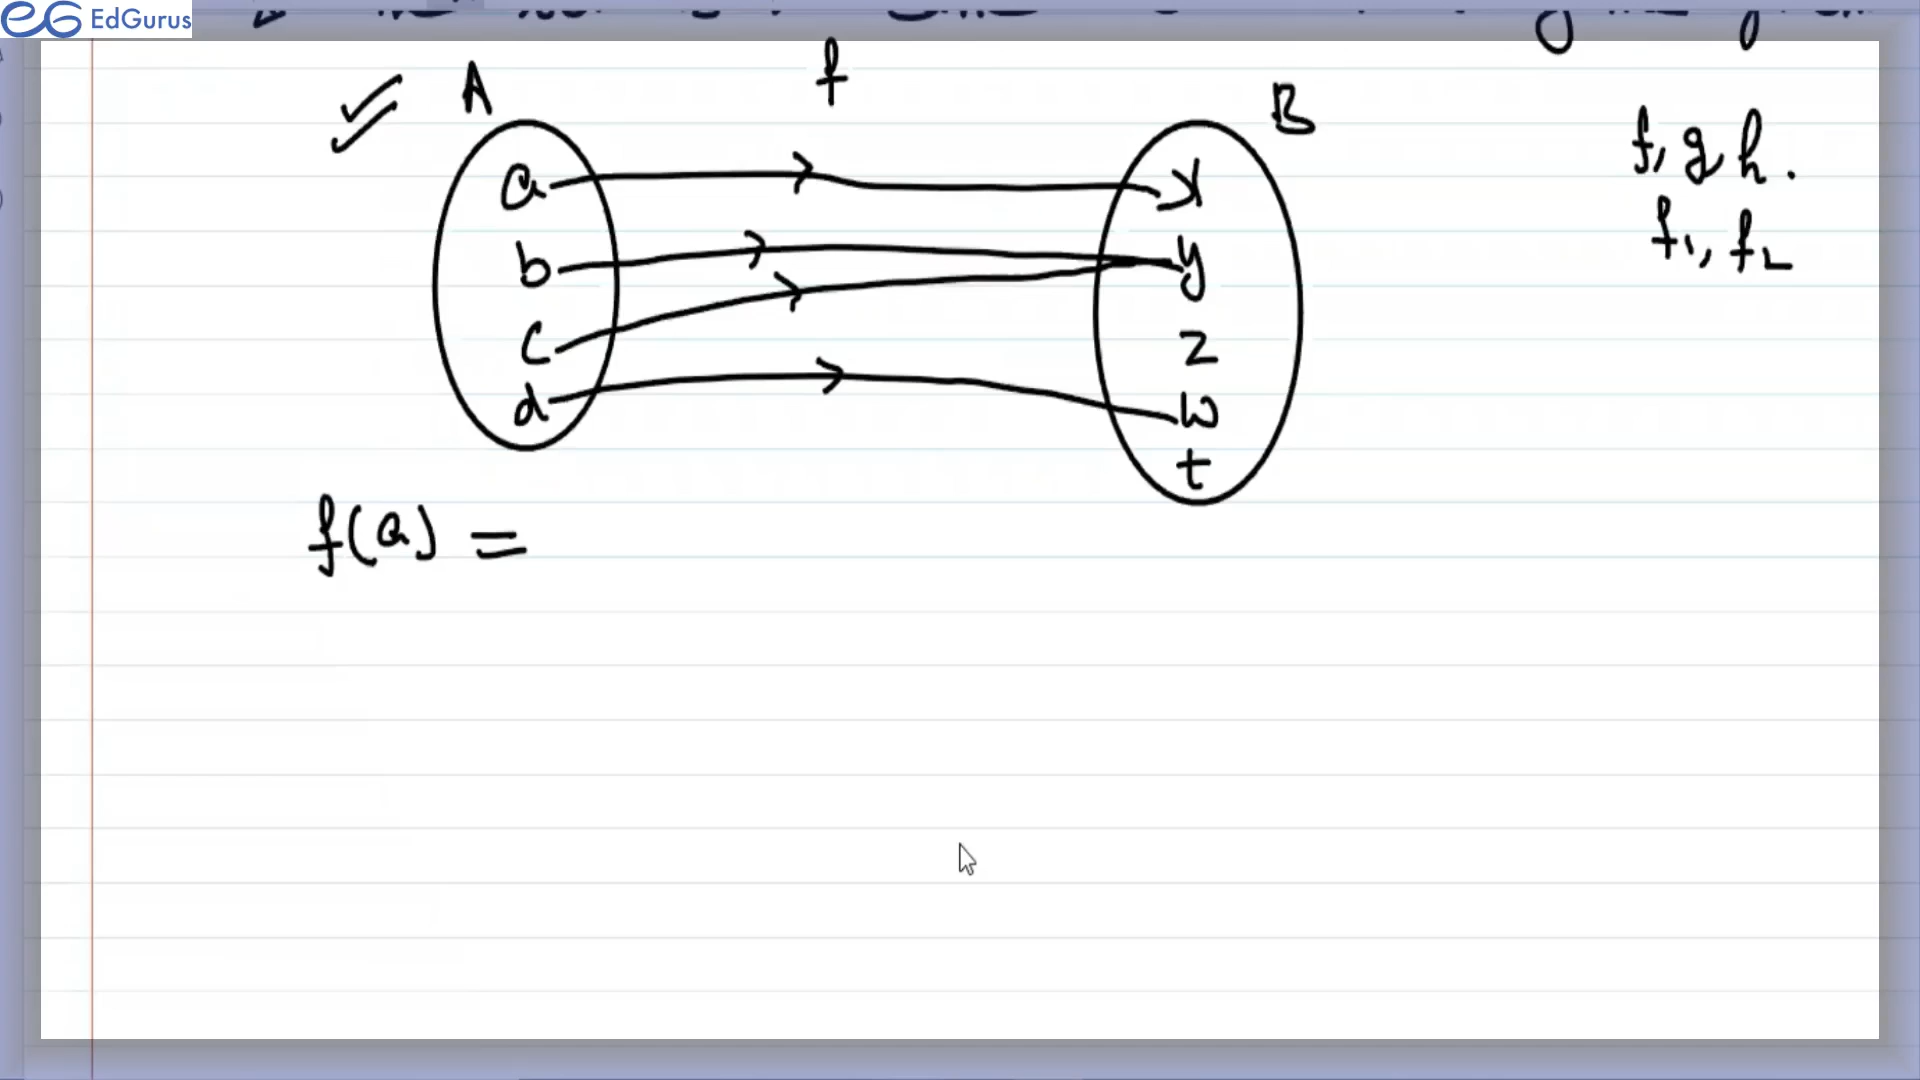 EdGurus
A f B
a x f, g, h.
b y f₁, f₂
c z
d w
t
f(a) =